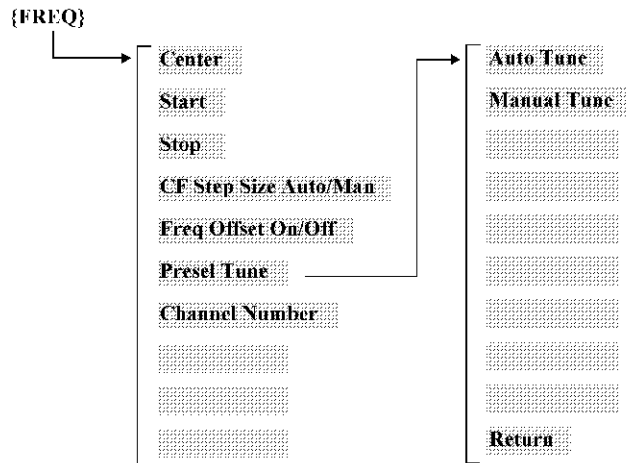 {FREQ}
Center
Start
Stop
CF Step Size Auto/Man
Freq Offset On/Off
Presel Tune
Channel Number
Auto Tune
Manual Tune
Return